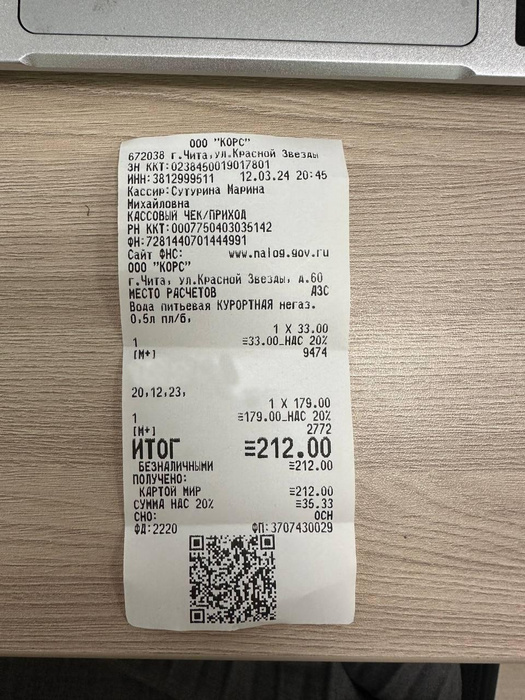 ООО "КОРС"
672038 г.Чита,ул.Красной Звезды
ЗН ККТ:0238450019017801
ИНН:3812999511 12.03.24 20:45
Кассир:Сутурина Марина
Михайловна
КАССОВЫЙ ЧЕК/ПРИХОД
РН ККТ:0007750403035142
ФН:7281440701444991
Сайт ФНС: www.nalog.gov.ru
ООО "КОРС"
г.Чита, ул.Красной Звезды, д.60
МЕСТО РАСЧЕТОВ АЗС
Вода питьевая КУРОРТНАЯ негаз.
0,5л пл/б,
1 X 33.00
1 ≡33.00_НДС 20%
[M+] 9474
20,12,23,
1 X 179.00
1 ≡179.00_НДС 20%
[M+] 2772
ИТОГ ≡212.00
БЕЗНАЛИЧНЫМИ ≡212.00
ПОЛУЧЕНО:
КАРТОЙ МИР ≡212.00
СУММА НДС 20% ≡35.33
СНО: ОСН
ФД:2220 ФП:3707430029